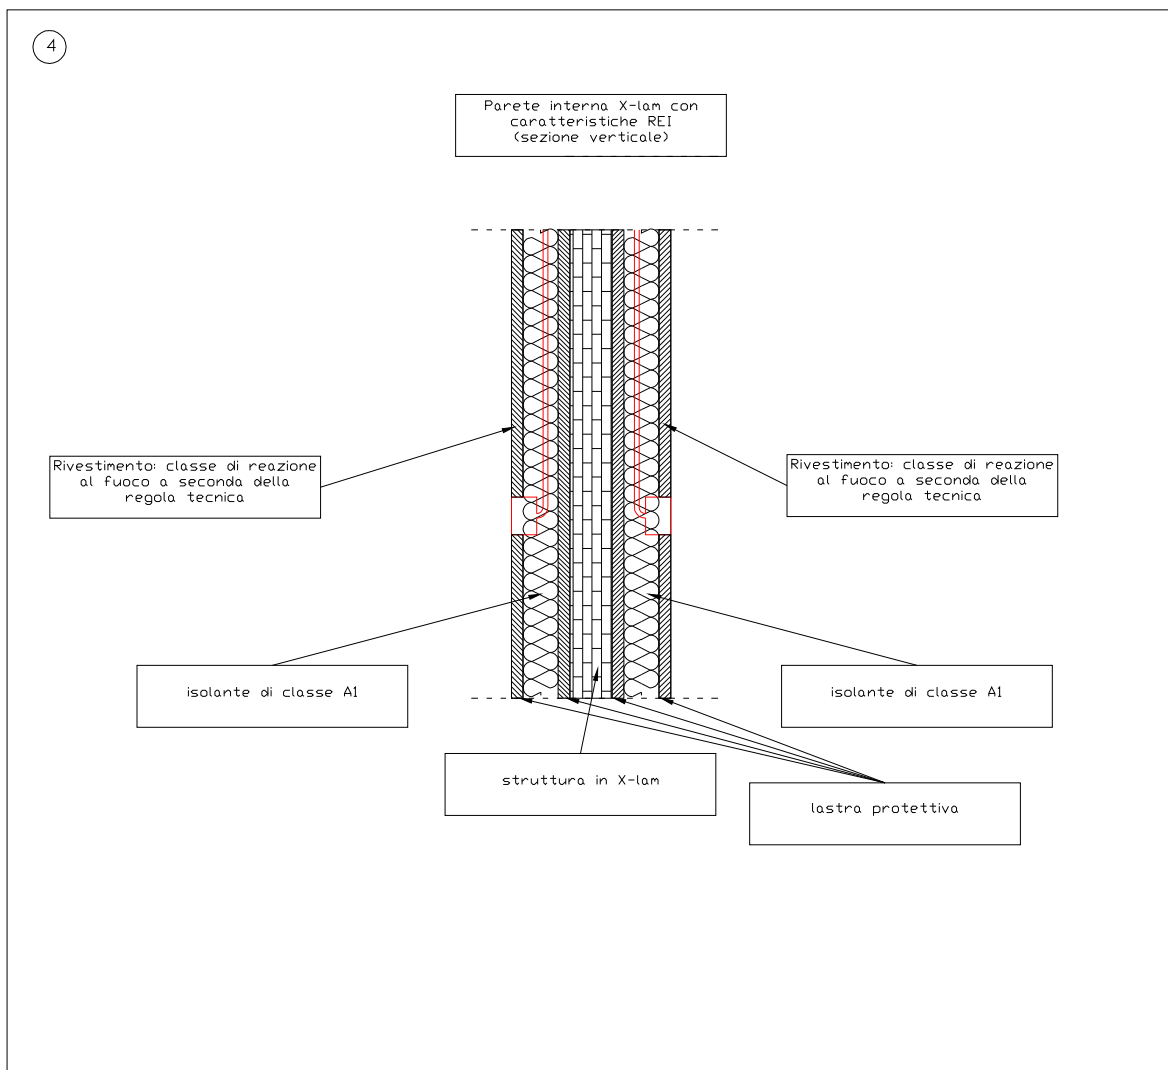 4
Parete interna X-lam con
caratteristiche REI
(sezione verticale)
Rivestimento: classe di reazione
al fuoco a seconda della
regola tecnica
Rivestimento: classe di reazione
al fuoco a seconda della
regola tecnica
isolante di classe A1
isolante di classe A1
struttura in X-lam
lastra protettiva